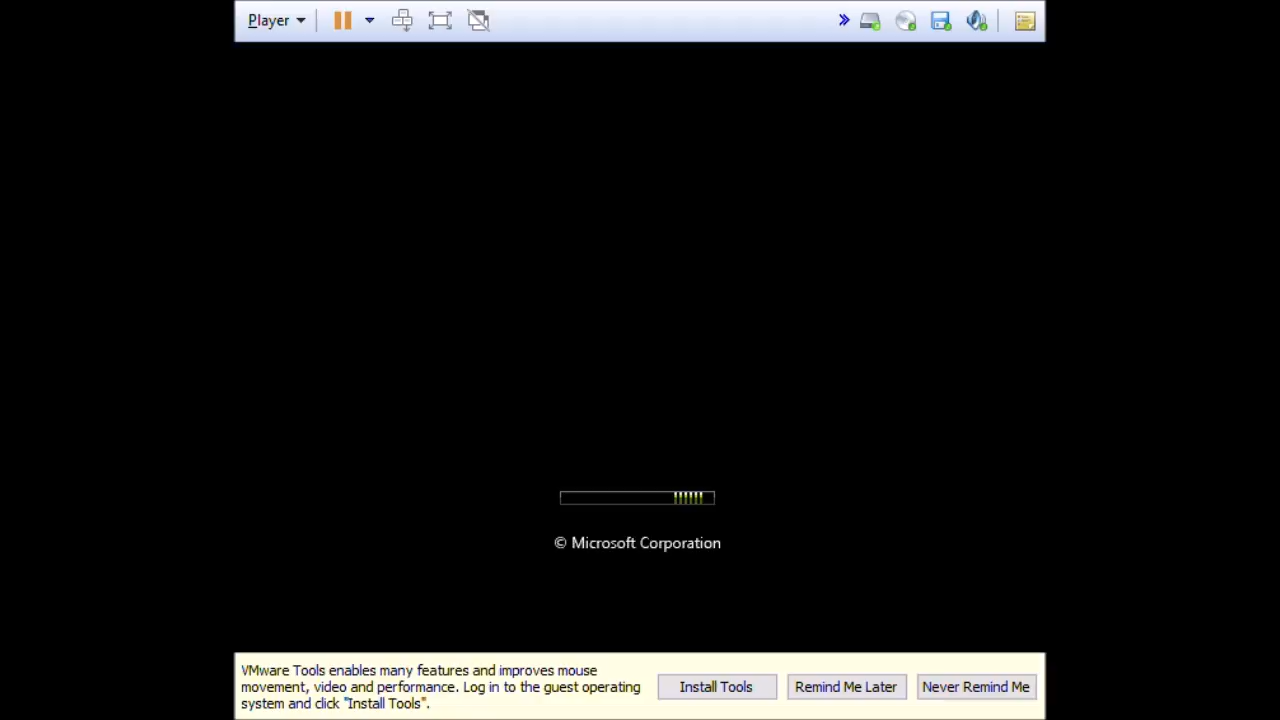 Player
© Microsoft Corporation
VMware Tools enables many features and improves mouse
movement, video and performance. Log in to the guest operating
system and click "Install Tools".
Install Tools
Remind Me Later
Never Remind Me